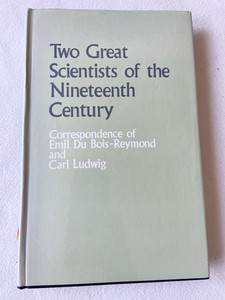 Two Great
Scientists of the
Nineteenth
Century
Correspondence of
Emil Du Bois-Reymond
and
Carl Ludwig